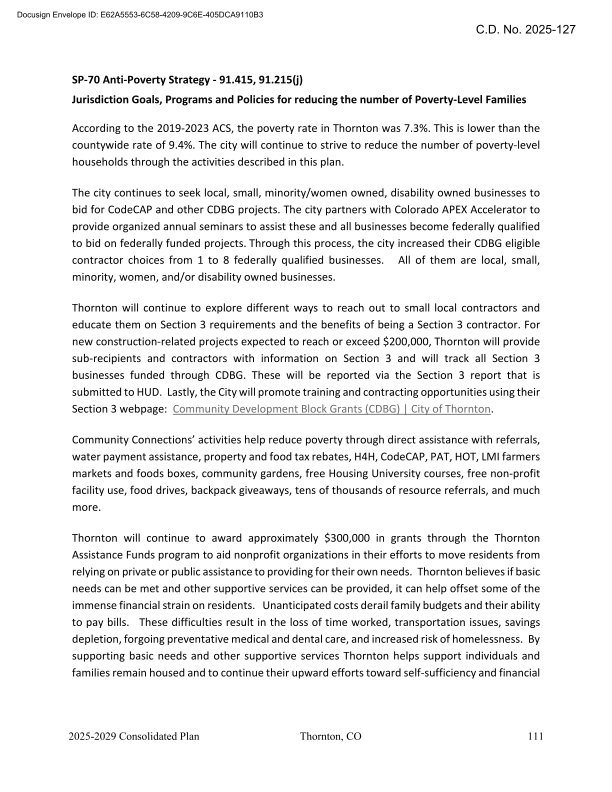 Docusign Envelope ID: E62A5553-6C58-4209-9C6E-405DCA9110B3
C.D. No. 2025-127
SP-70 Anti-Poverty Strategy - 91.415, 91.215(j)
Jurisdiction Goals, Programs and Policies for reducing the number of Poverty-Level Families
According to the 2019-2023 ACS, the poverty rate in Thornton was 7.3%. This is lower than the
countywide rate of 9.4%. The city will continue to strive to reduce the number of poverty-level
households through the activities described in this plan.
The city continues to seek local, small, minority/women owned, disability owned businesses to
bid for CodeCAP and other CDBG projects. The city partners with Colorado APEX Accelerator to
provide organized annual seminars to assist these and all businesses become federally qualified
to bid on federally funded projects. Through this process, the city increased their CDBG eligible
contractor choices from 1 to 8 federally qualified businesses. All of them are local, small,
minority, women, and/or disability owned businesses.
Thornton will continue to explore different ways to reach out to small local contractors and
educate them on Section 3 requirements and the benefits of being a Section 3 contractor. For
new construction-related projects expected to reach or exceed $200,000, Thornton will provide
sub-recipients and contractors with information on Section 3 and will track all Section 3
businesses funded through CDBG. These will be reported via the Section 3 report that is
submitted to HUD. Lastly, the City will promote training and contracting opportunities using their
Section 3 webpage: Community Development Block Grants (CDBG) | City of Thornton.
Community Connections’ activities help reduce poverty through direct assistance with referrals,
water payment assistance, property and food tax rebates, H4H, CodeCAP, PAT, HOT, LMI farmers
markets and foods boxes, community gardens, free Housing University courses, free non-profit
facility use, food drives, backpack giveaways, tens of thousands of resource referrals, and much
more.
Thornton will continue to award approximately $300,000 in grants through the Thornton
Assistance Funds program to aid nonprofit organizations in their efforts to move residents from
relying on private or public assistance to providing for their own needs. Thornton believes if basic
needs can be met and other supportive services can be provided, it can help offset some of the
immense financial strain on residents. Unanticipated costs derail family budgets and their ability
to pay bills. These difficulties result in the loss of time worked, transportation issues, savings
depletion, forgoing preventative medical and dental care, and increased risk of homelessness. By
supporting basic needs and other supportive services Thornton helps support individuals and
families remain housed and to continue their upward efforts toward self-sufficiency and financial
2025-2029 Consolidated Plan
Thornton, CO
111